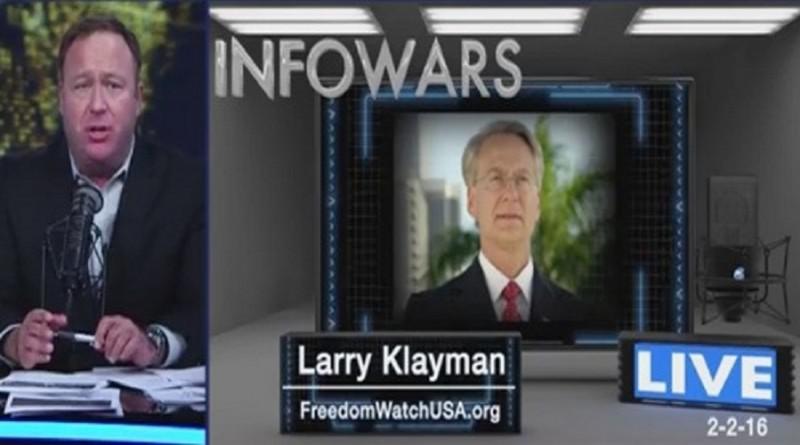 INFOWARS
Larry Klayman
FreedomWatchUSA.org
LIVE
2-2-16